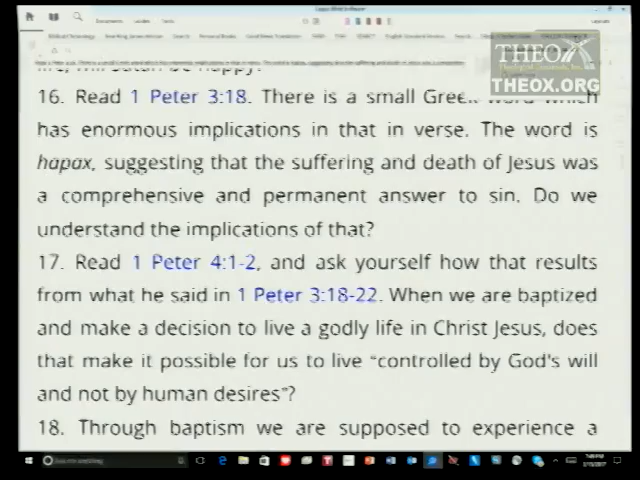 THEOX
THEOX.ORG
16. Read 1 Peter 3:18. There is a small Greek word which
has enormous implications in that in verse. The word is
hapax, suggesting that the suffering and death of Jesus was
a comprehensive and permanent answer to sin. Do we
understand the implications of that?
17. Read 1 Peter 4:1-2, and ask yourself how that results
from what he said in 1 Peter 3:18-22. When we are baptized
and make a decision to live a godly life in Christ Jesus, does
that make it possible for us to live “controlled by God's will
and not by human desires”?
18. Through baptism we are supposed to experience a